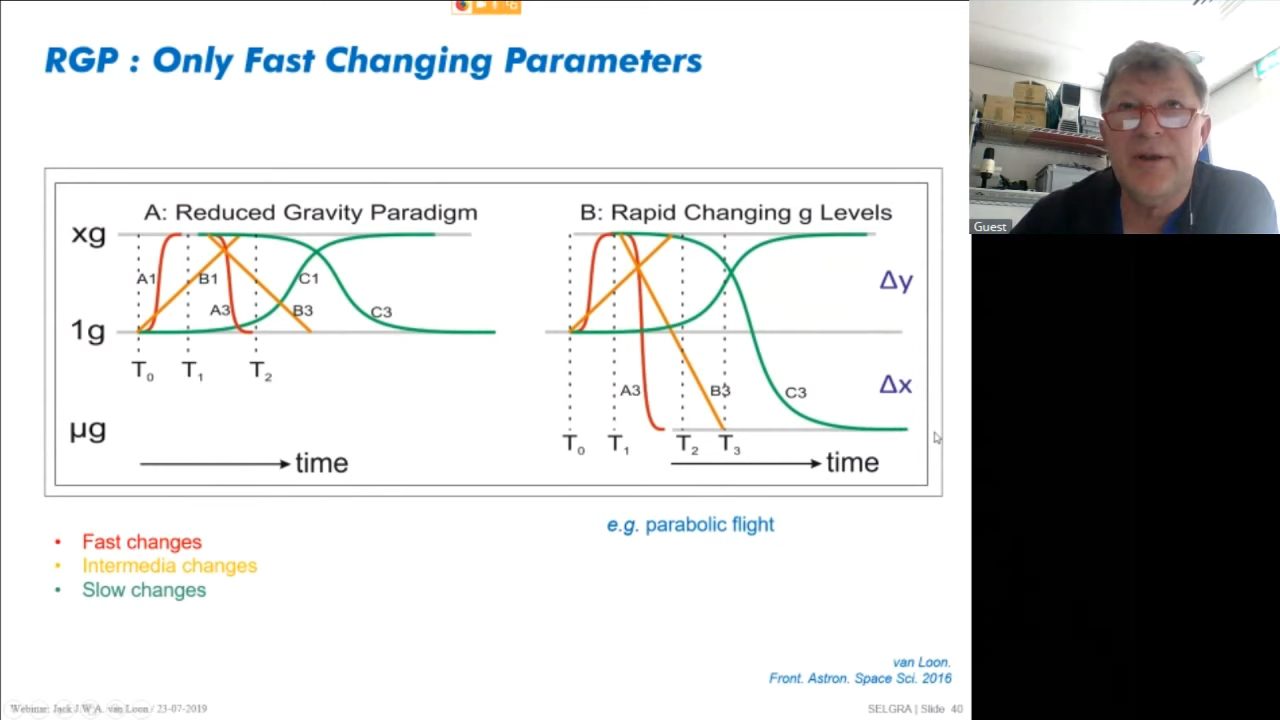 RGP : Only Fast Changing Parameters
Guest
A: Reduced Gravity Paradigm
B: Rapid Changing g Levels
xg
A1
B1
C1
A3
B3
C3
Δy
1g
T₀ T₁ T₂
A3
B3
C3
Δx
µg
T₀ T₁ T₂ T₃
time
time
e.g. parabolic flight
• Fast changes
• Intermedia changes
• Slow changes
van Loon.
Front. Astron. Space Sci. 2016
Webinar: Jack J.W.A. van Loon / 23-07-2019
SELGRA | Slide 40